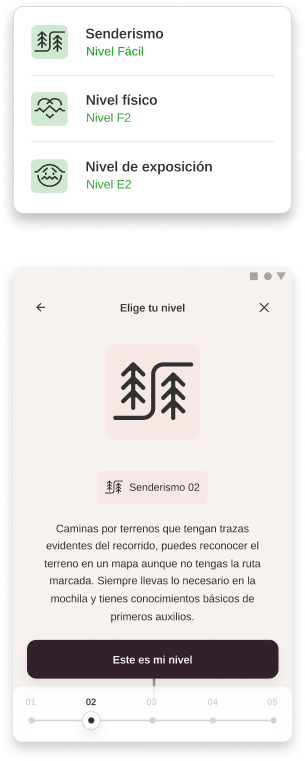 Senderismo
Nivel Fácil
Nivel físico
Nivel F2
Nivel de exposición
Nivel E2
Elige tu nivel
Senderismo 02
Caminas por terrenos que tengan trazas
evidentes del recorrido, puedes reconocer el
terreno en un mapa aunque no tengas la ruta
marcada. Siempre llevas lo necesario en la
mochila y tienes conocimientos básicos de
primeros auxilios.
Este es mi nivel
01 02 03 04 05